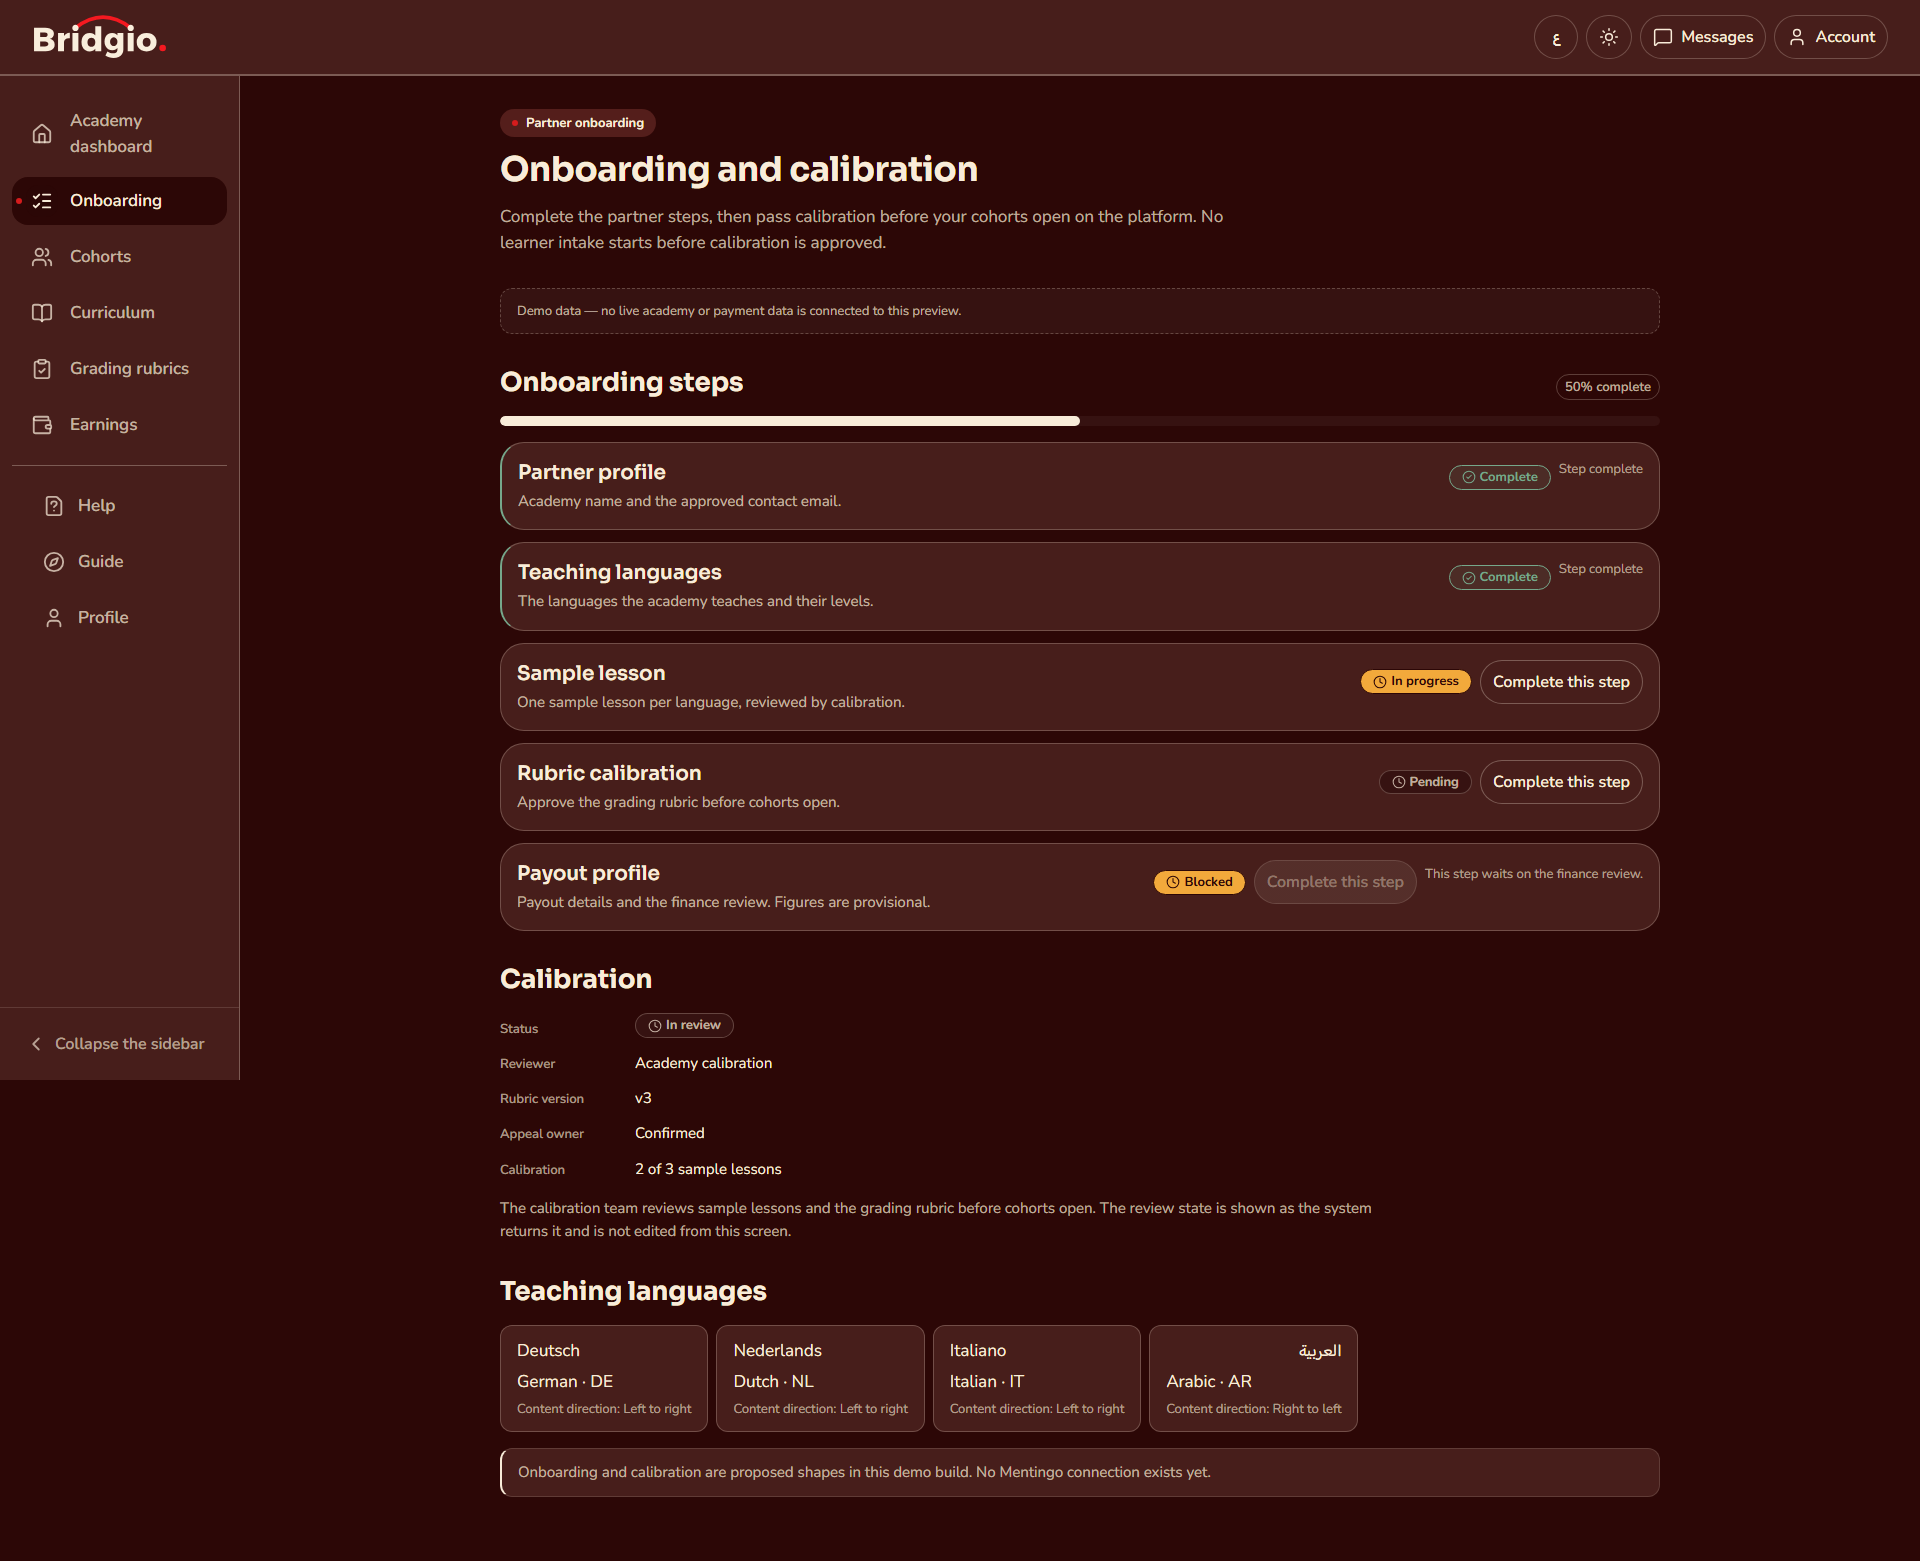 Bridgio.
ع
Messages
Account
Academy
dashboard
Onboarding
Cohorts
Curriculum
Grading rubrics
Earnings
Help
Guide
Profile
Collapse the sidebar
Partner onboarding
Onboarding and calibration
Complete the partner steps, then pass calibration before your cohorts open on the platform. No
learner intake starts before calibration is approved.
Demo data — no live academy or payment data is connected to this preview.
Onboarding steps
50% complete
Partner profile
Academy name and the approved contact email.
Complete
Step complete
Teaching languages
The languages the academy teaches and their levels.
Complete
Step complete
Sample lesson
One sample lesson per language, reviewed by calibration.
In progress
Complete this step
Rubric calibration
Approve the grading rubric before cohorts open.
Pending
Complete this step
Payout profile
Payout details and the finance review. Figures are provisional.
Blocked
Complete this step
This step waits on the finance review.
Calibration
Status
In review
Reviewer
Academy calibration
Rubric version
v3
Appeal owner
Confirmed
Calibration
2 of 3 sample lessons
The calibration team reviews sample lessons and the grading rubric before cohorts open. The review state is shown as the system
returns it and is not edited from this screen.
Teaching languages
Deutsch
German · DE
Content direction: Left to right
Nederlands
Dutch · NL
Content direction: Left to right
Italiano
Italian · IT
Content direction: Left to right
العربية
Arabic · AR
Content direction: Right to left
Onboarding and calibration are proposed shapes in this demo build. No Mentingo connection exists yet.